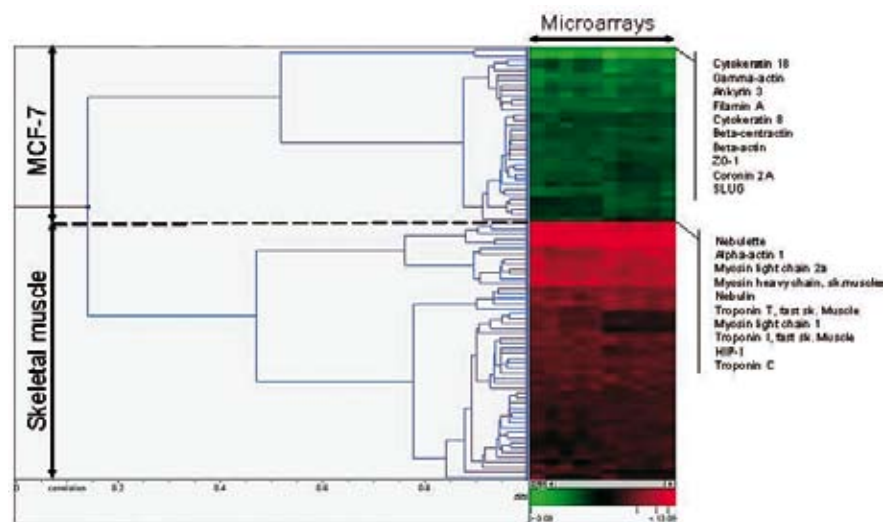 Microarrays
MCF-7
Cytokeratin 18
Gamma-actin
Ankyrin 3
Filamin A
Cytokeratin 8
Beta-centractin
Beta-actin
ZO-1
Coronin 2A
SLUG
Skeletal muscle
Nebulette
Alpha-actin 1
Myosin light chain 2a
Myosin heavy chain, sk.muscles
Nebulin
Troponin T, fast sk. Muscle
Myosin light chain 1
Troponin I, fast sk. Muscle
HIP-I
Troponin C
0 correlation 0.2 0.4 0.6 0.8